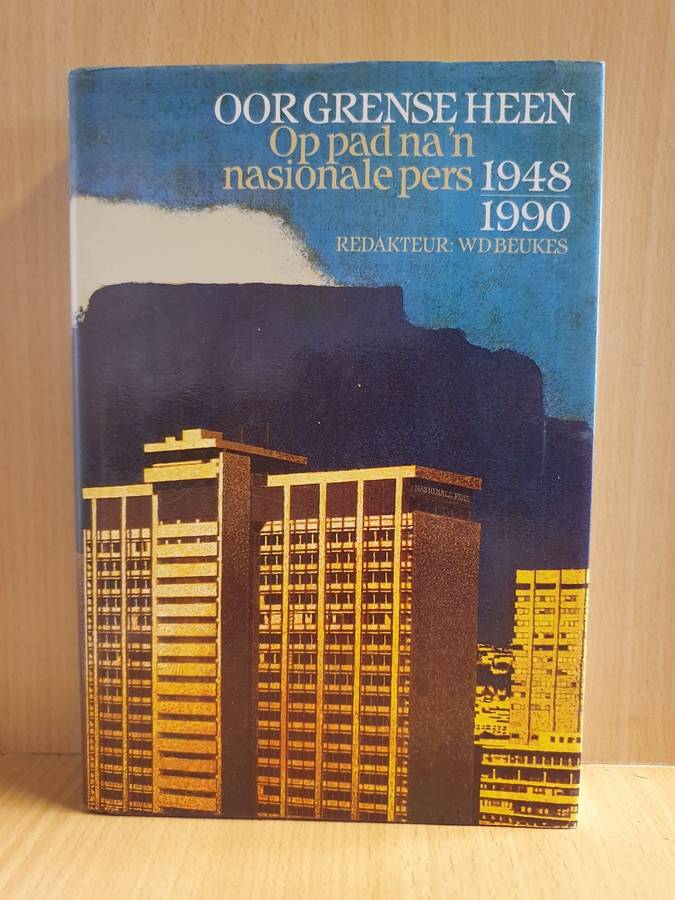 OOR GRENSE HEEN
Op pad na 'n
nasionale pers 1948
1990
REDAKTEUR: WD BEUKES
NASIONALE PERS